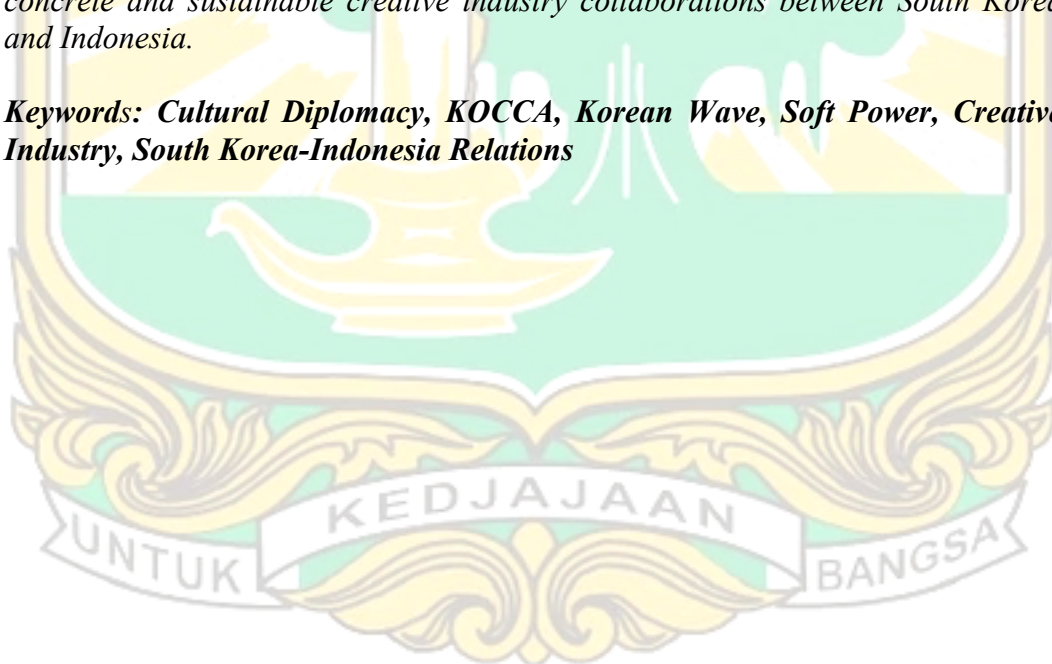 concrete and sustainable creative industry collaborations between South Korea
and Indonesia.
Keywords: Cultural Diplomacy, KOCCA, Korean Wave, Soft Power, Creative
Industry, South Korea-Indonesia Relations
UNTUK KEDJAJAAN BANGSA